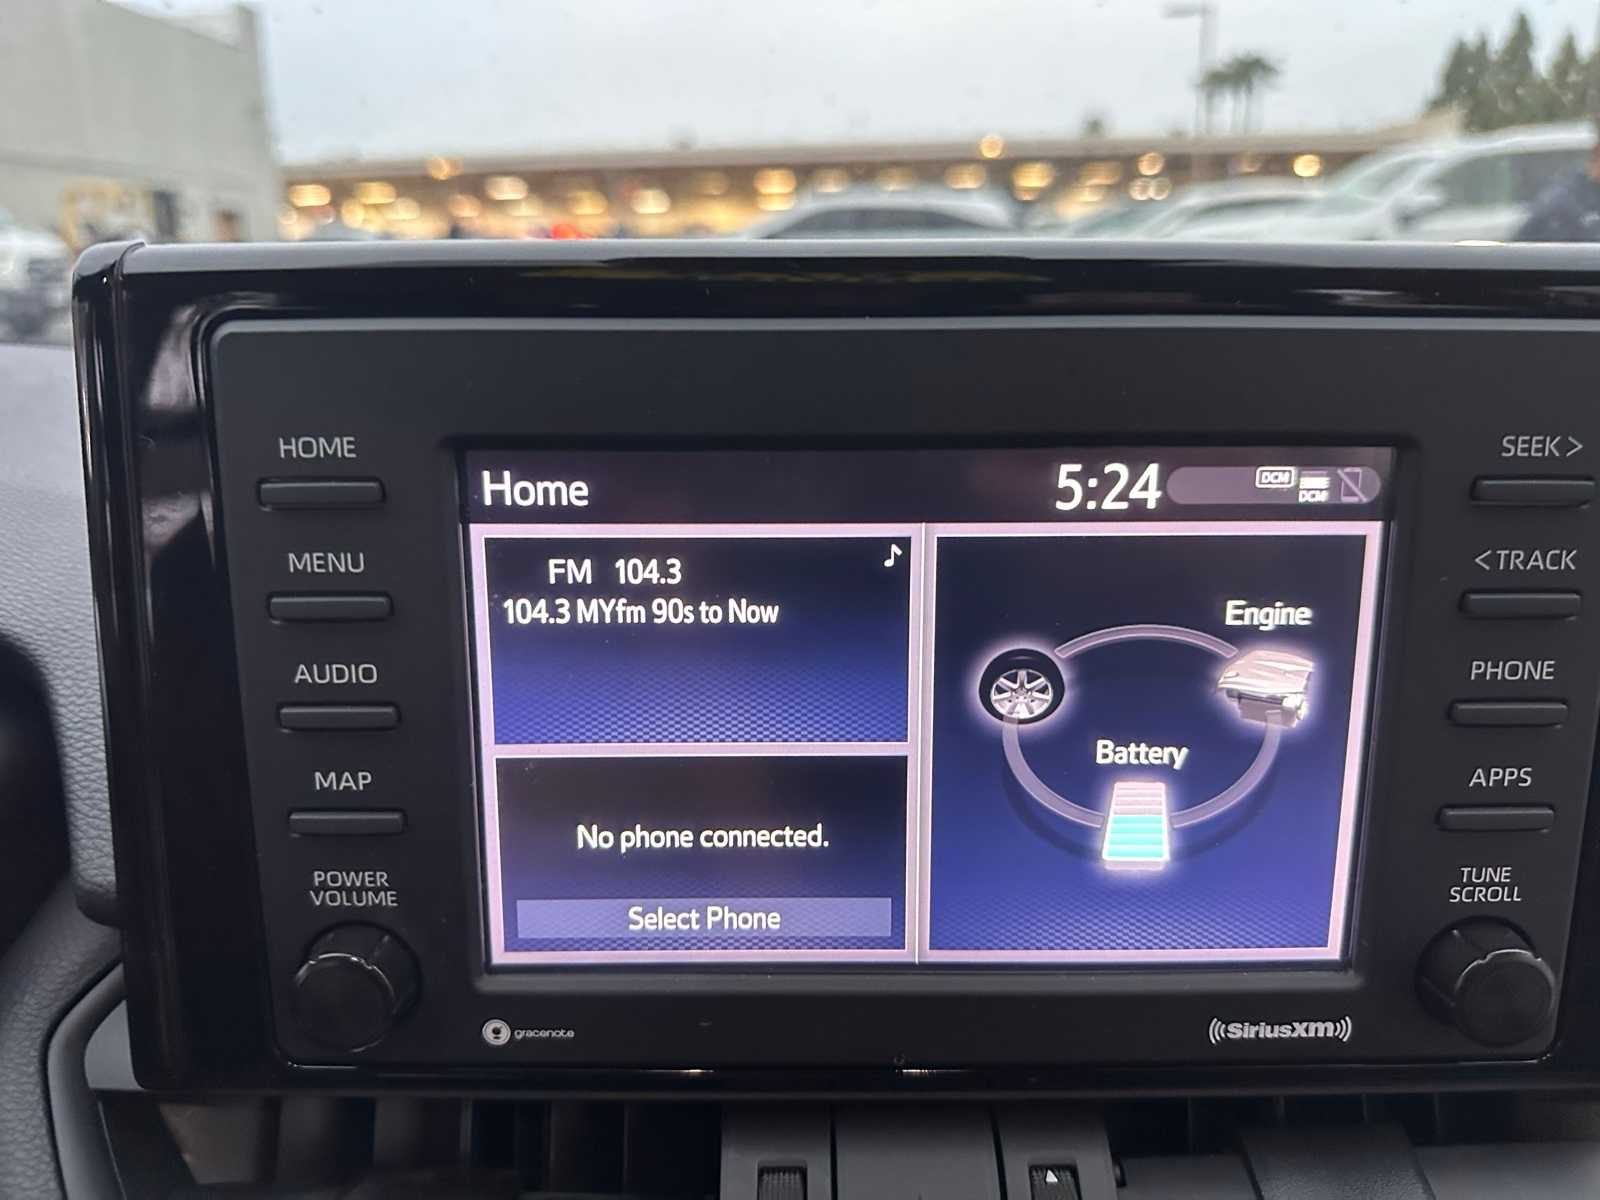 HOME
MENU
AUDIO
MAP
POWER
VOLUME
Home
5:24
DCM
DCM
FM 104.3
104.3 MYfm 90s to Now
No phone connected.
Select Phone
Engine
Battery
SEEK >
< TRACK
PHONE
APPS
TUNE
SCROLL
gracenote
SiriusXM